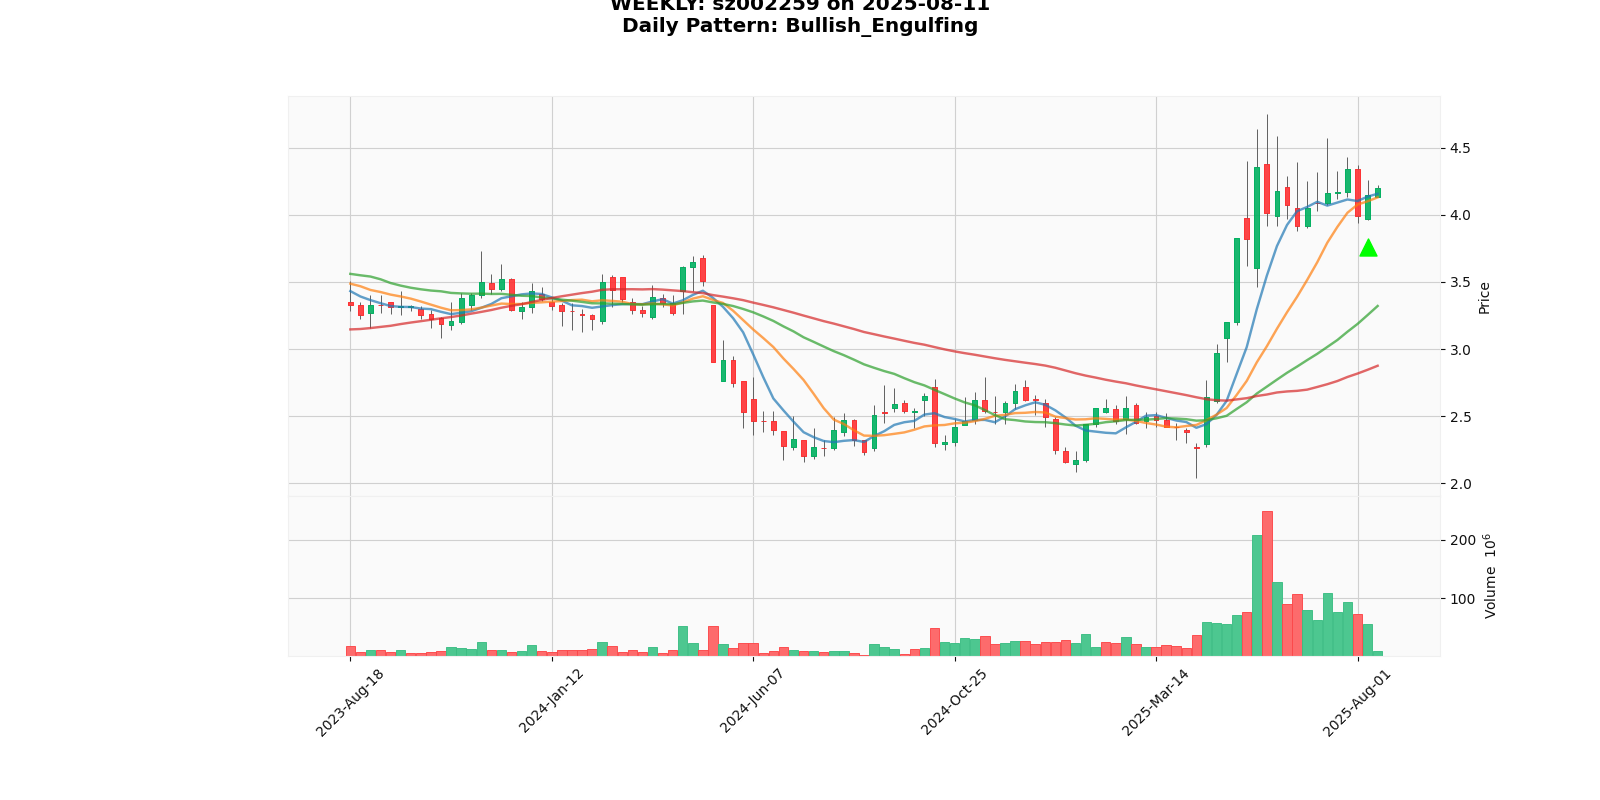 WEEKLY: sz002259 on 2025-08-11
Daily Pattern: Bullish_Engulfing
4.5
4.0
3.5
3.0
2.5
2.0
Price
200
100
Volume 10^6
2023-Aug-18
2024-Jan-12
2024-Jun-07
2024-Oct-25
2025-Mar-14
2025-Aug-01